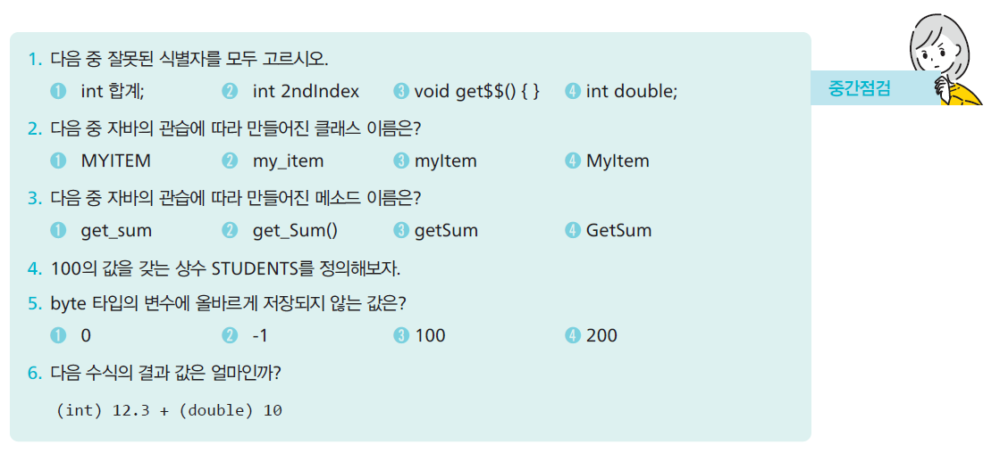 1. 다음 중 잘못된 식별자를 모두 고르시오.
❶ int 합계; ❷ int 2ndIndex ❸ void get$$() { } ❹ int double;
중간점검
2. 다음 중 자바의 관습에 따라 만들어진 클래스 이름은?
❶ MYITEM ❷ my_item ❸ myItem ❹ MyItem
3. 다음 중 자바의 관습에 따라 만들어진 메소드 이름은?
❶ get_sum ❷ get_Sum() ❸ getSum ❹ GetSum
4. 100의 값을 갖는 상수 STUDENTS를 정의해보자.
5. byte 타입의 변수에 올바르게 저장되지 않는 값은?
❶ 0 ❷ -1 ❸ 100 ❹ 200
6. 다음 수식의 결과 값은 얼마인까?
(int) 12.3 + (double) 10